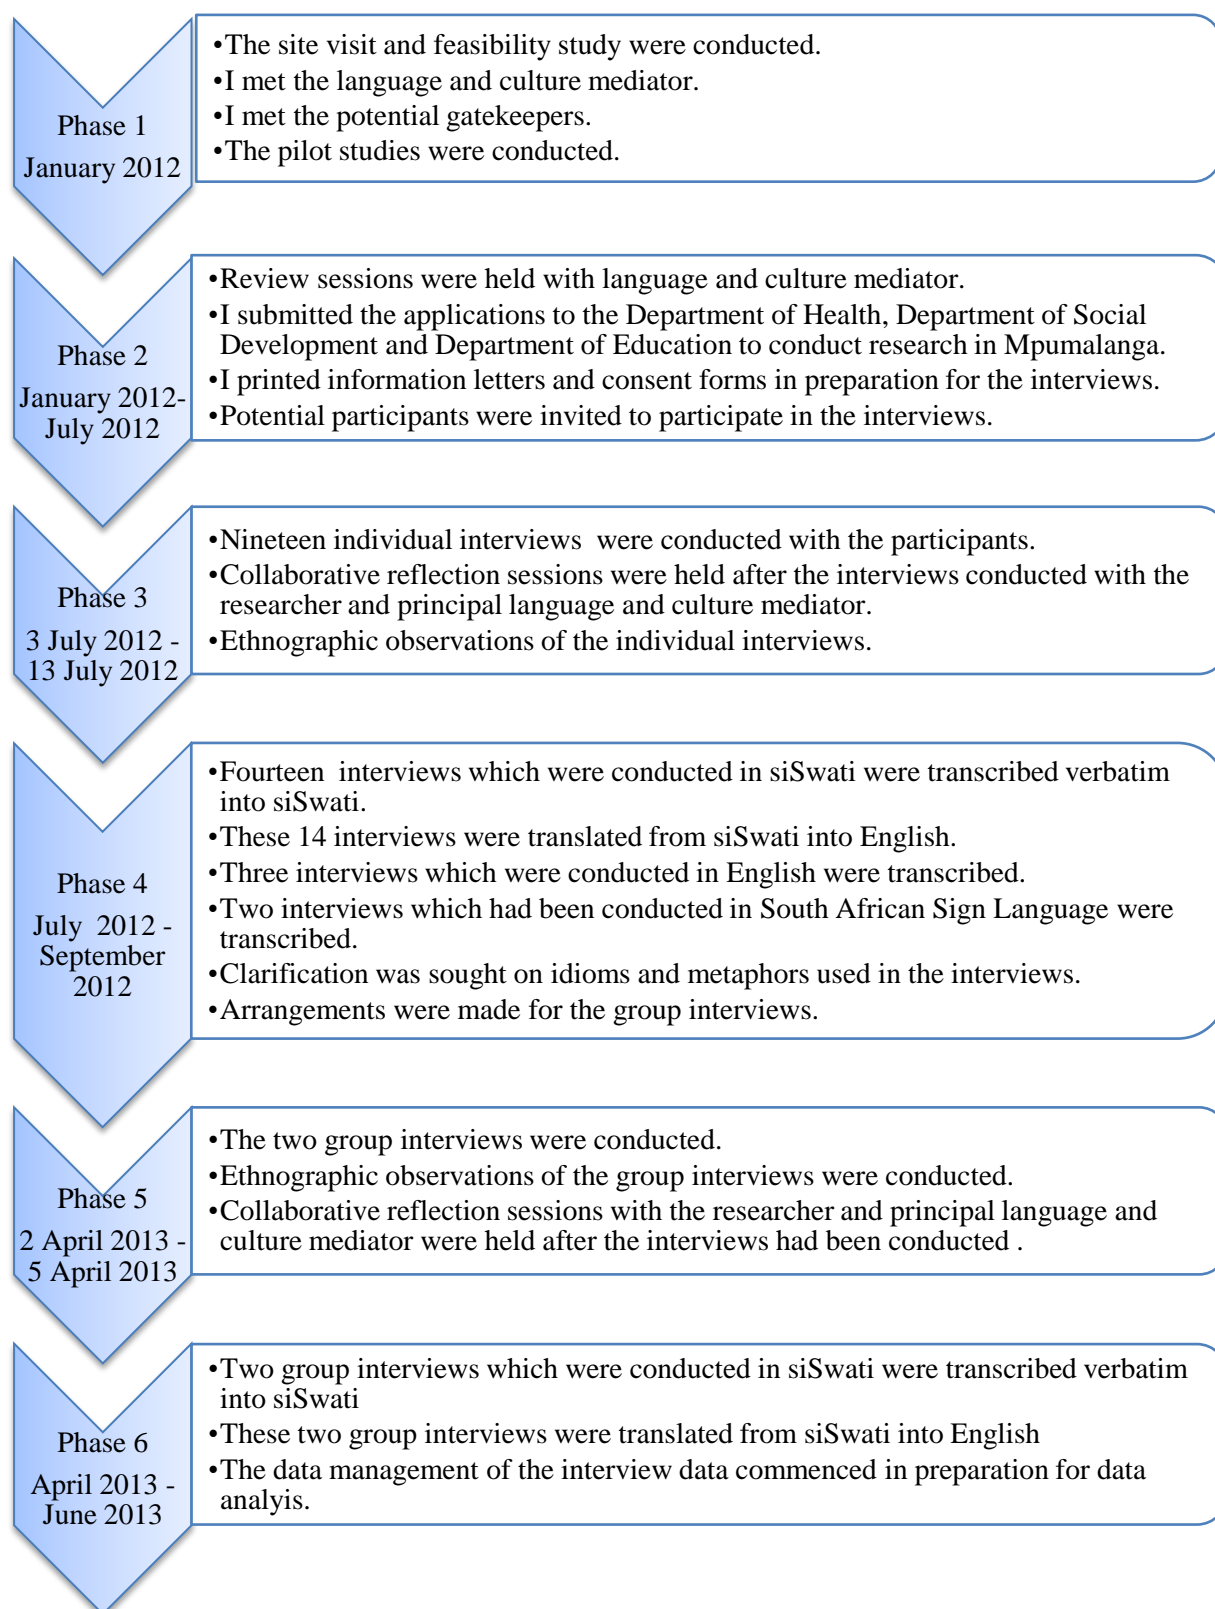 Phase 1
January 2012
•The site visit and feasibility study were conducted.
•I met the language and culture mediator.
•I met the potential gatekeepers.
•The pilot studies were conducted.
Phase 2
January 2012-
July 2012
•Review sessions were held with language and culture mediator.
•I submitted the applications to the Department of Health, Department of Social
Development and Department of Education to conduct research in Mpumalanga.
•I printed information letters and consent forms in preparation for the interviews.
•Potential participants were invited to participate in the interviews.
Phase 3
3 July 2012 -
13 July 2012
•Nineteen individual interviews  were conducted with the participants.
•Collaborative reflection sessions were held after the interviews conducted with the
researcher and principal language and culture mediator.
•Ethnographic observations of the individual interviews.
Phase 4
July  2012 -
September
2012
•Fourteen  interviews which were conducted in siSwati were transcribed verbatim
into siSwati.
•These 14 interviews were translated from siSwati into English.
•Three interviews which were conducted in English were transcribed.
•Two interviews which had been conducted in South African Sign Language were
transcribed.
•Clarification was sought on idioms and metaphors used in the interviews.
•Arrangements were made for the group interviews.
Phase 5
2 April 2013 -
5 April 2013
•The two group interviews were conducted.
•Ethnographic observations of the group interviews were conducted.
•Collaborative reflection sessions with the researcher and principal language and
culture mediator were held after the interviews had been conducted .
Phase 6
April 2013 -
June 2013
•Two group interviews which were conducted in siSwati were transcribed verbatim
into siSwati
•These two group interviews were translated from siSwati into English
•The data management of the interview data commenced in preparation for data
analyis.